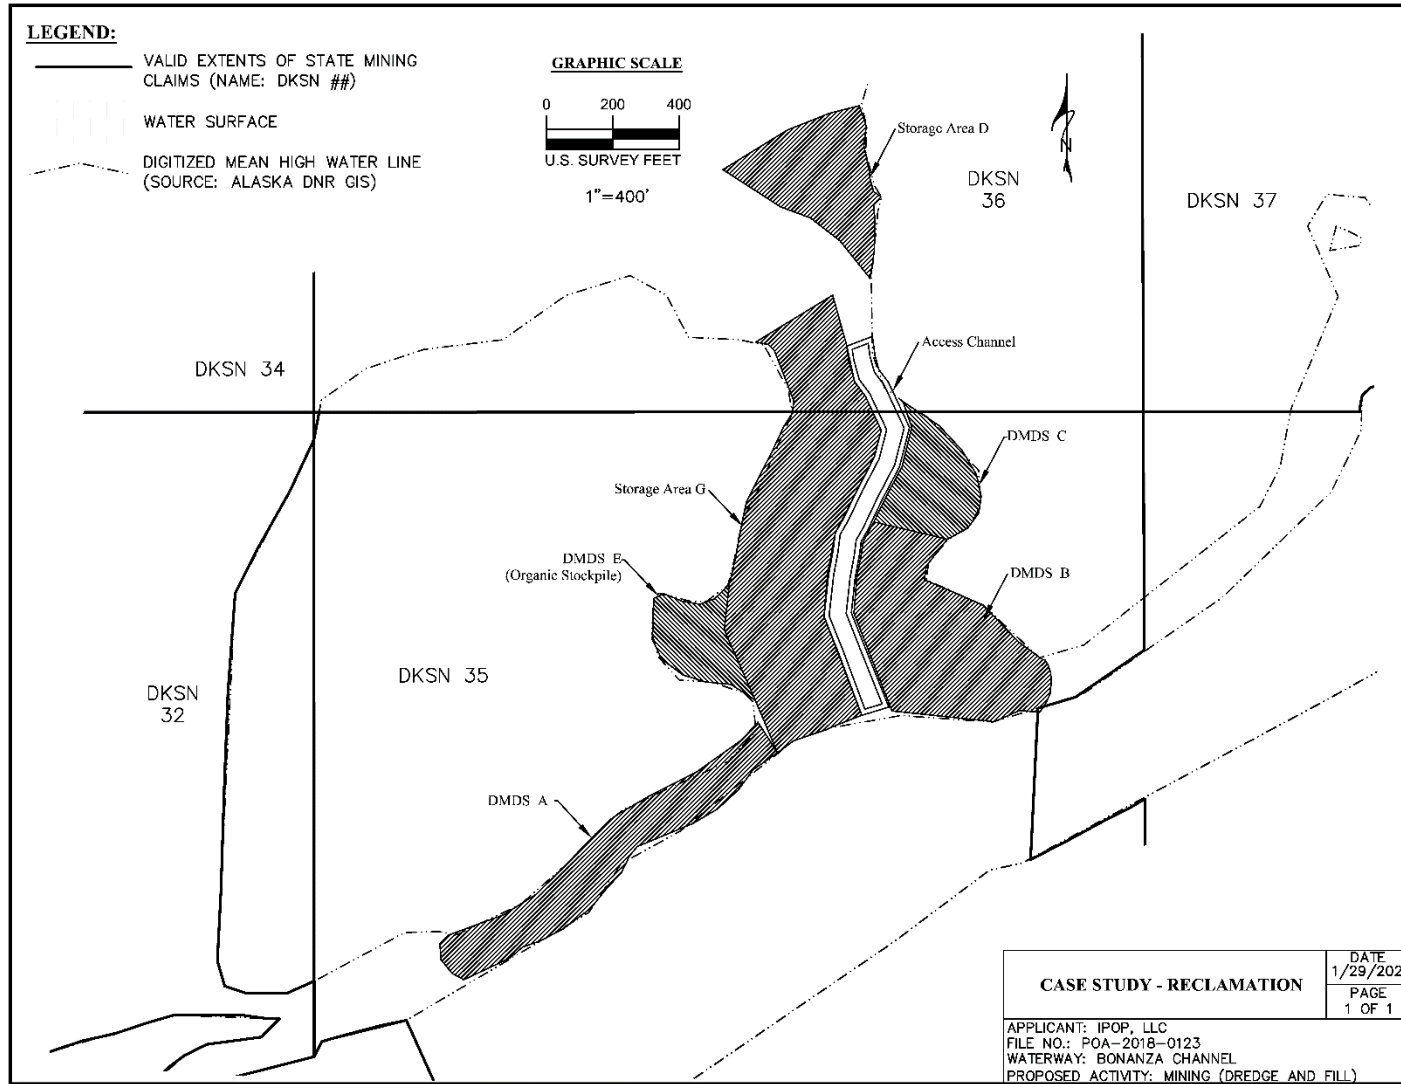 LEGEND:
VALID EXTENTS OF STATE MINING
CLAIMS (NAME: DKSN ##)
WATER SURFACE
DIGITIZED MEAN HIGH WATER LINE
(SOURCE: ALASKA DNR GIS)
GRAPHIC SCALE
0 200 400
U.S. SURVEY FEET
1"=400'
N
Storage Area D
DKSN
36
DKSN 37
DKSN 34
Access Channel
DMDS C
Storage Area G
DMDS E
(Organic Stockpile)
DMDS B
DKSN 35
DKSN
32
DMDS A
CASE STUDY - RECLAMATION
DATE
1/29/202
PAGE
1 OF 1
APPLICANT: IPOP, LLC
FILE NO.: POA-2018-0123
WATERWAY: BONANZA CHANNEL
PROPOSED ACTIVITY: MINING (DREDGE AND FILL)